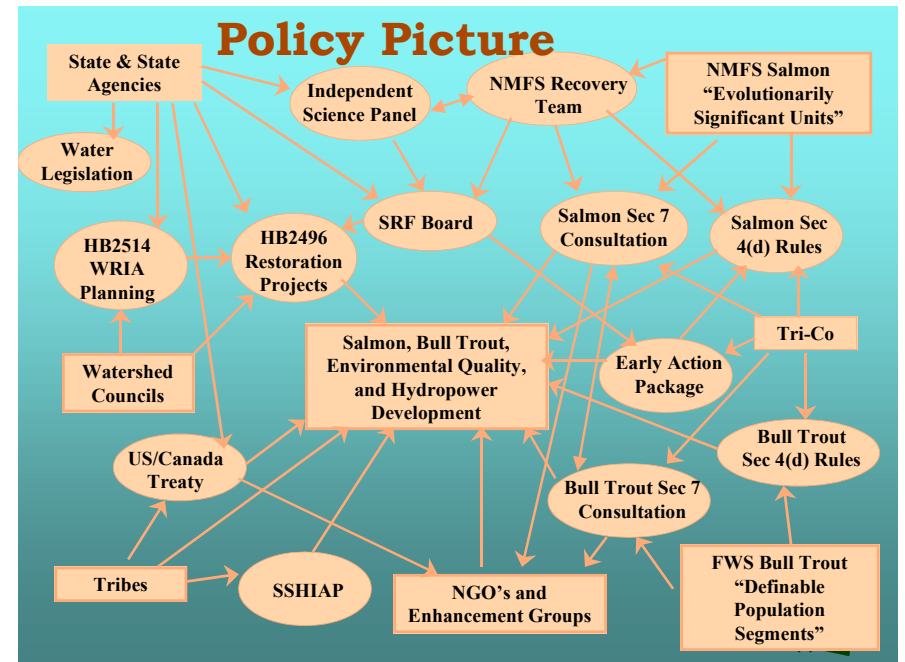 Policy Picture
State & State
Agencies
Independent
Science Panel
NMFS Recovery
Team
NMFS Salmon
“Evolutionarily
Significant Units”
Water
Legislation
HB2514
WRIA
Planning
HB2496
Restoration
Projects
SRF Board
Salmon Sec 7
Consultation
Salmon Sec
4(d) Rules
Watershed
Councils
Salmon, Bull Trout,
Environmental Quality,
and Hydropower
Development
Early Action
Package
Tri-Co
US/Canada
Treaty
Bull Trout Sec 7
Consultation
Bull Trout
Sec 4(d) Rules
Tribes
SSHIAP
NGO’s and
Enhancement Groups
FWS Bull Trout
“Definable
Population
Segments”